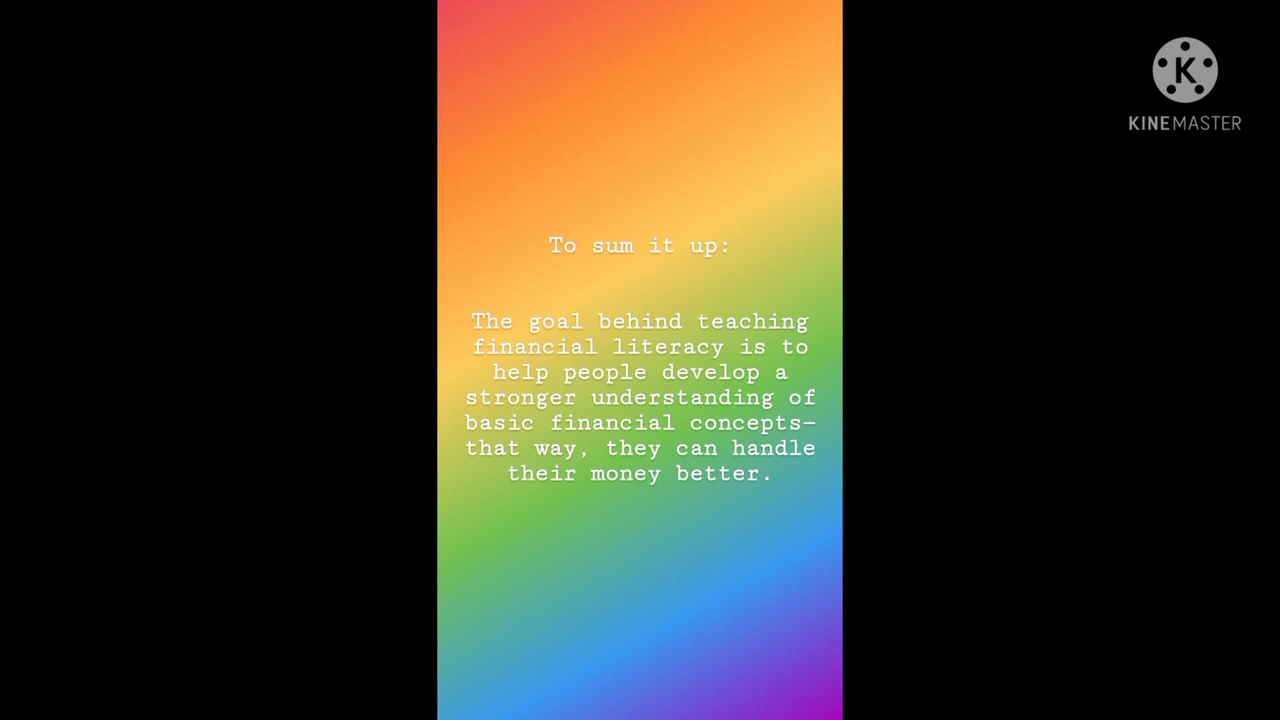 KINEMASTER
To sum it up:
The goal behind teaching
financial literacy is to
help people develop a
stronger understanding of
basic financial concepts—
that way, they can handle
their money better.